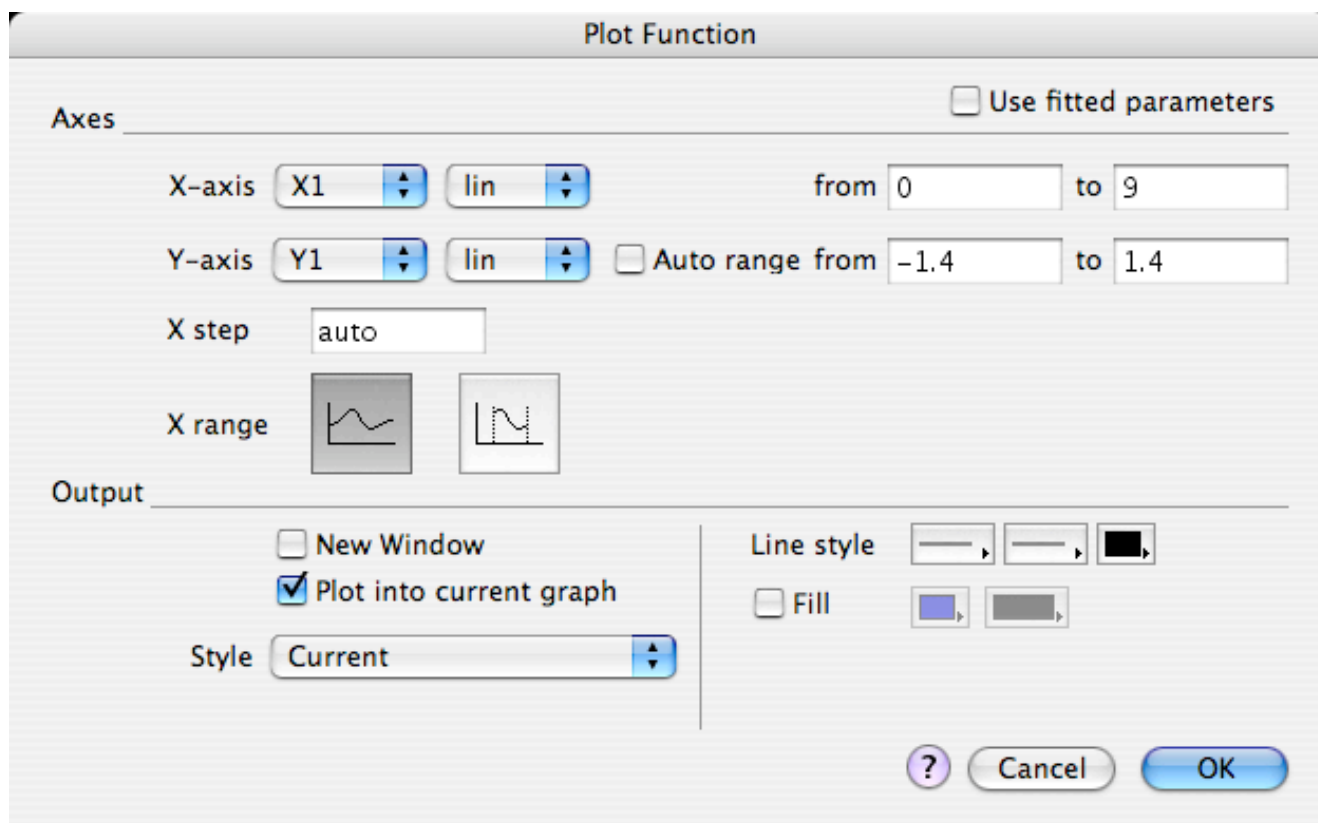 Plot Function
Use fitted parameters
Axes
X-axis X1 lin from 0 to 9
Y-axis Y1 lin Auto range from -1.4 to 1.4
X step auto
X range
Output
New Window Line style
Plot into current graph
Fill
Style Current
? Cancel OK